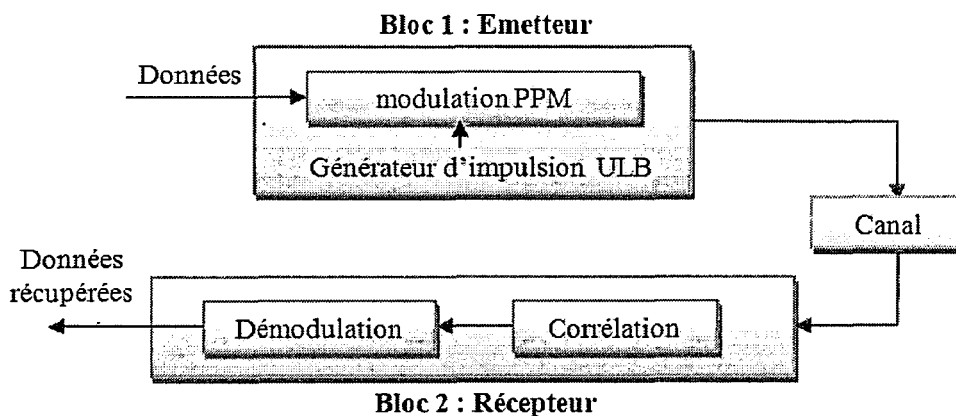 Bloc 1 : Emetteur
Données
modulation PPM
Générateur d'impulsion ULB
Canal
Données
récupérées
Démodulation
Corrélation
Bloc 2 : Récepteur